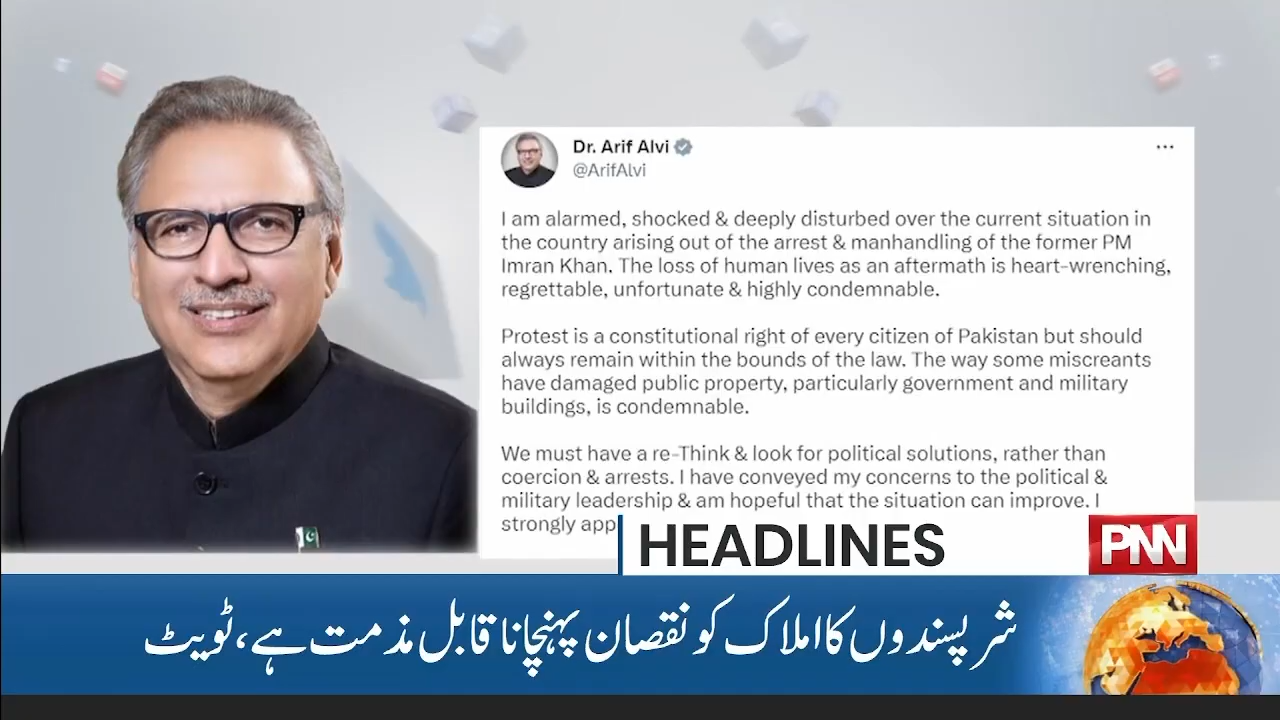 Dr. Arif Alvi
@ArifAlvi
I am alarmed, shocked & deeply disturbed over the current situation in
the country arising out of the arrest & manhandling of the former PM
Imran Khan. The loss of human lives as an aftermath is heart-wrenching,
regrettable, unfortunate & highly condemnable.
Protest is a constitutional right of every citizen of Pakistan but should
always remain within the bounds of the law. The way some miscreants
have damaged public property, particularly government and military
buildings, is condemnable.
We must have a re-Think & look for political solutions, rather than
coercion & arrests. I have conveyed my concerns to the political &
military leadership & am hopeful that the situation can improve. I
strongly
HEADLINES
PNN
شرپسندوں کا املاک کو نقصان پہنچانا قابل مذمت ہے، ٹویٹ